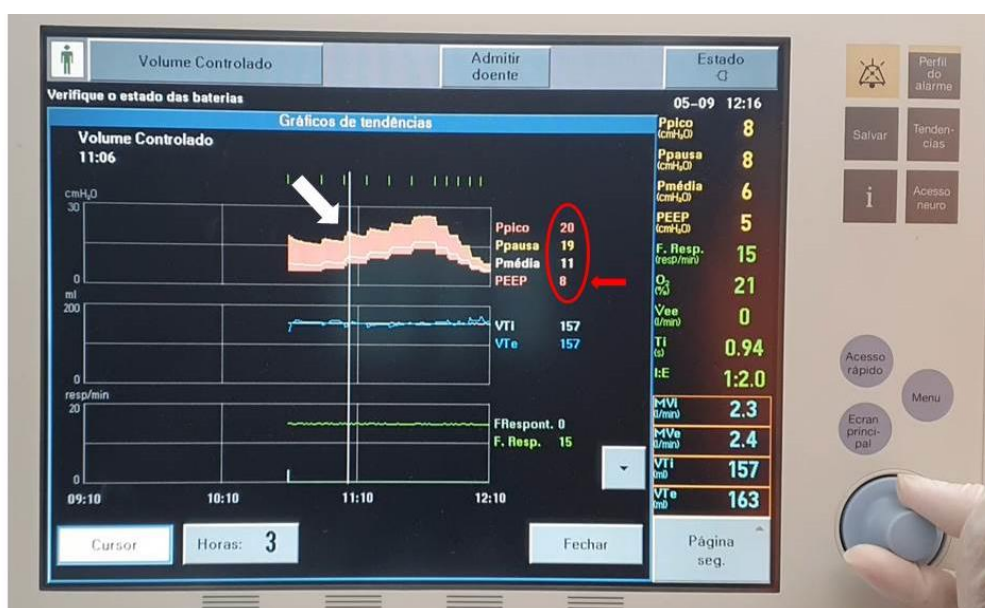 Volume Controlado
Admitir
doente
Estado
Verifique o estado das baterias
05-09 12:16
Gráficos de tendências
Volume Controlado
11:06
cmH₂O
30
0
Ppico 20
Ppausa 19
Pmédia 11
PEEP 8
ml
200
0
VTi 157
VTe 157
resp/min
20
0
FRespont. 0
F. Resp. 15
09:10 10:10 11:10 12:10
Cursor
Horas: 3
Fechar
Ppico 8
(cmH₂O)
Ppausa 8
(cmH₂O)
Pmédia 6
(cmH₂O)
PEEP 5
(cmH₂O)
F. Resp. 15
(resp/min)
O₂ 21
(%)
Vee 0
(l/min)
Ti 0.94
(s)
I:E 1:2.0
MVi 2.3
(l/min)
MVe 2.4
(l/min)
VTi 157
(ml)
VTe 163
(ml)
Página
seg.
Perfil
do
alarme
Salvar
Tenden-
cias
i
Acesso
neuro
Acesso
rápido
Menu
Ecran
princi-
pal